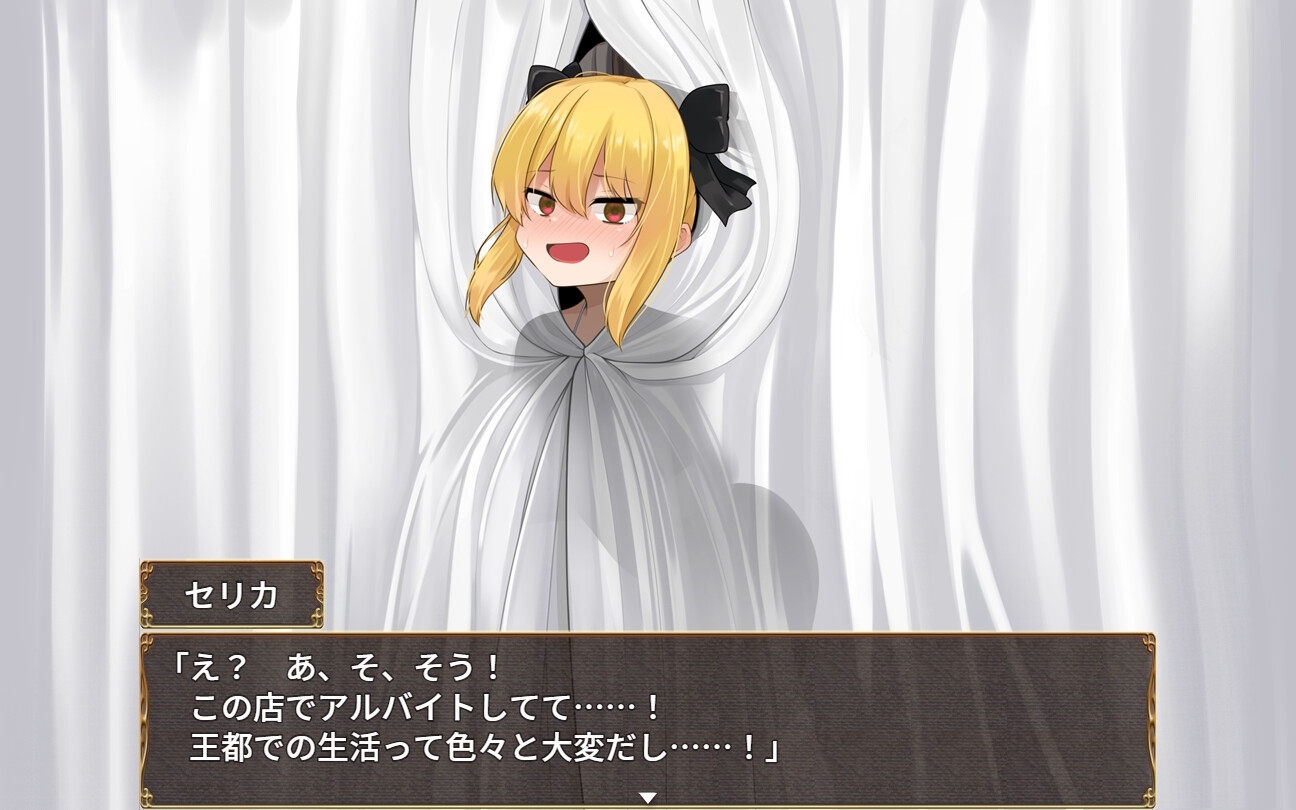 セリカ
「え？　あ、そ、そう！
この店でアルバイトしてて……！
王都での生活って色々と大変だし……！」